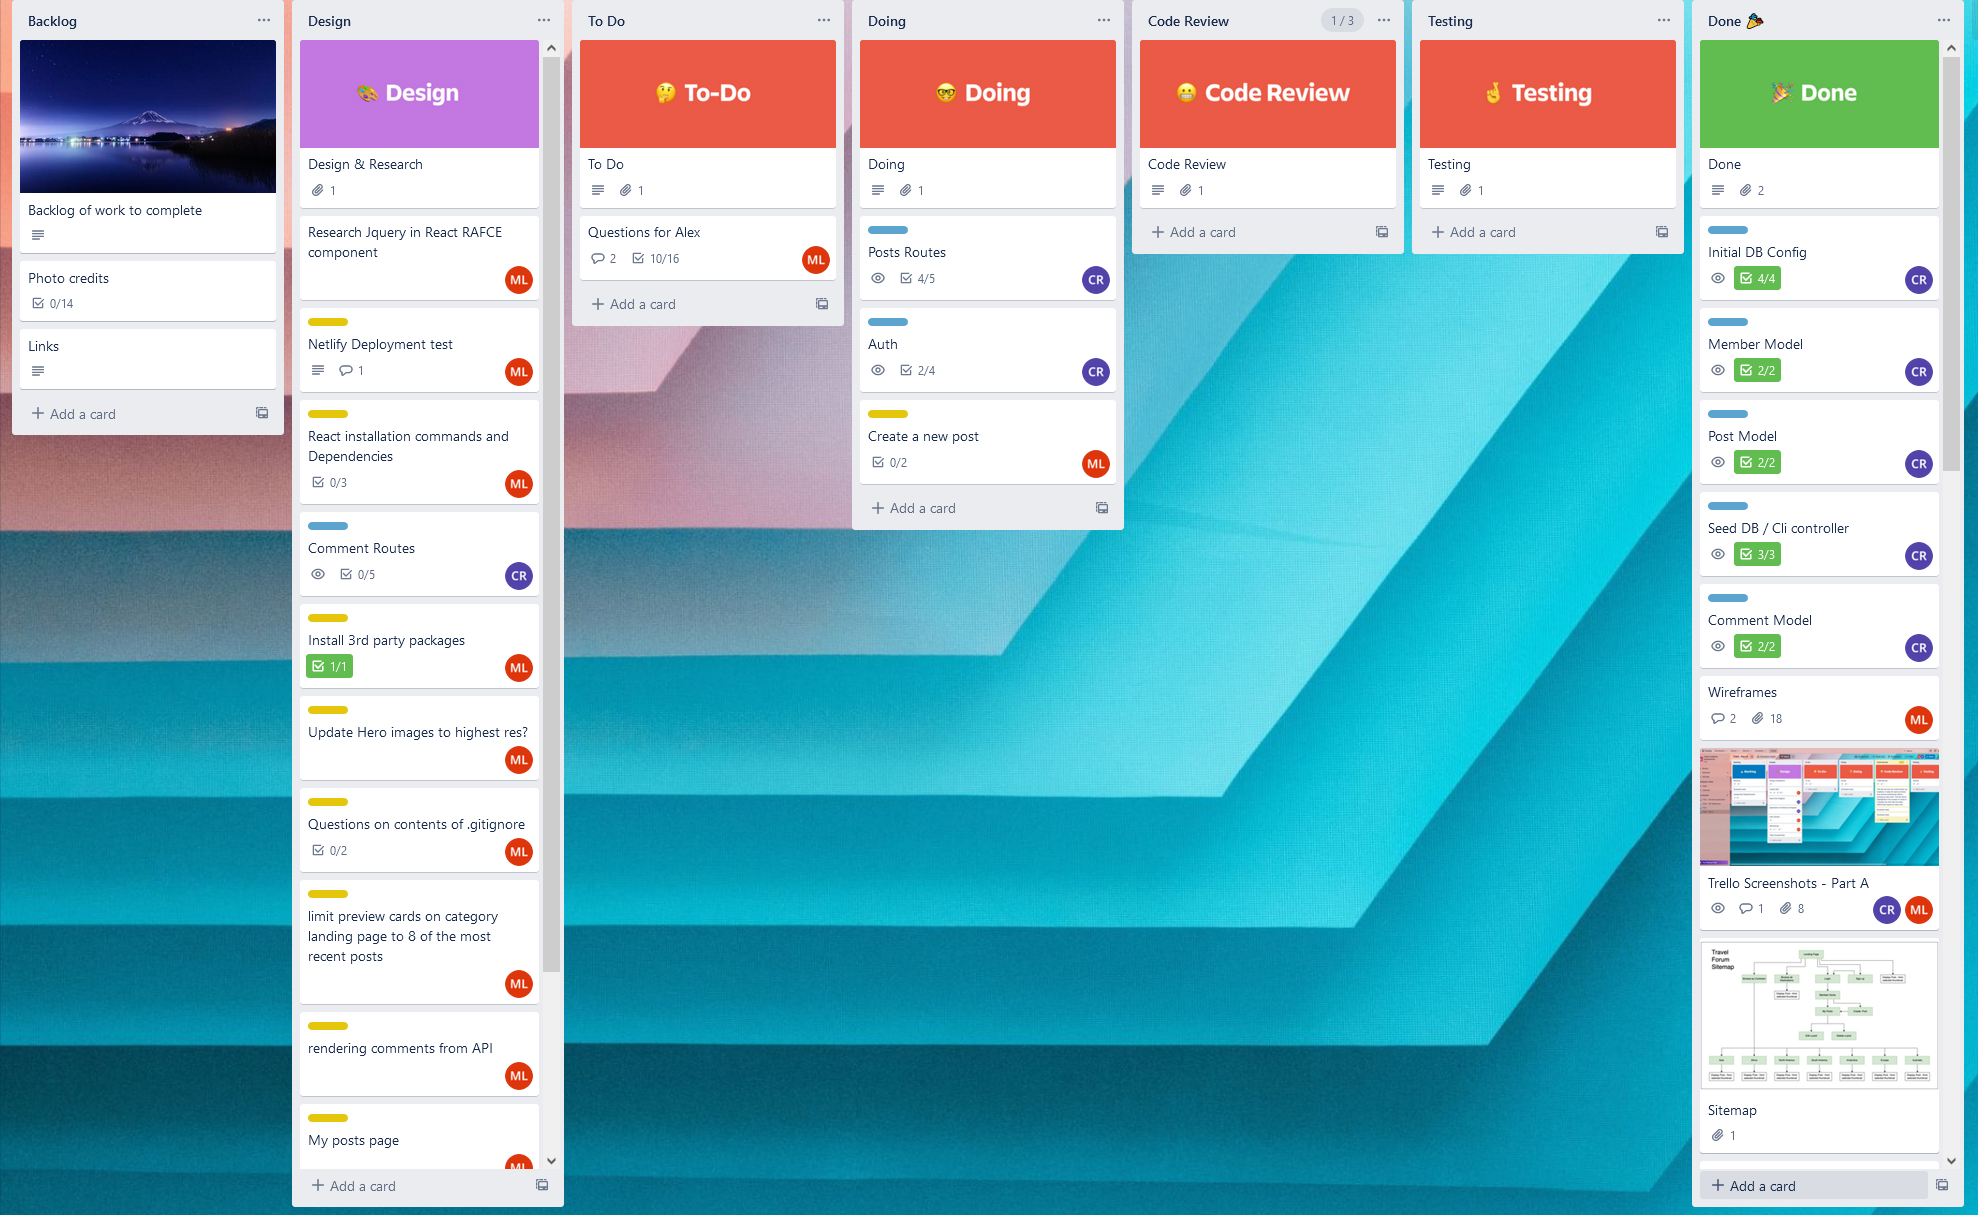 Backlog
Backlog of work to complete
Photo credits
0/14
Links
Add a card
Design
Design
Design & Research
1
Research Jquery in React RAFCE
component
ML
Netlify Deployment test
1
ML
React installation commands and
Dependencies
0/3
ML
Comment Routes
0/5
CR
Install 3rd party packages
1/1
ML
Update Hero images to highest res?
ML
Questions on contents of .gitignore
0/2
ML
limit preview cards on category
landing page to 8 of the most
recent posts
ML
rendering comments from API
ML
My posts page
ML
Add a card
To Do
To-Do
To Do
1
Questions for Alex
2 10/16
ML
Add a card
Doing
Doing
Doing
1
Posts Routes
4/5
CR
Auth
2/4
CR
Create a new post
0/2
ML
Add a card
Code Review
1 / 3
Code Review
Code Review
1
Add a card
Testing
Testing
Testing
1
Add a card
Done
Done
Done
2
Initial DB Config
4/4
CR
Member Model
2/2
CR
Post Model
2/2
CR
Seed DB / Cli controller
3/3
CR
Comment Model
2/2
CR
Wireframes
2 18
ML
Trello Screenshots - Part A
1 8
CR ML
Travel
Forum
Sitemap
Sitemap
1
Add a card